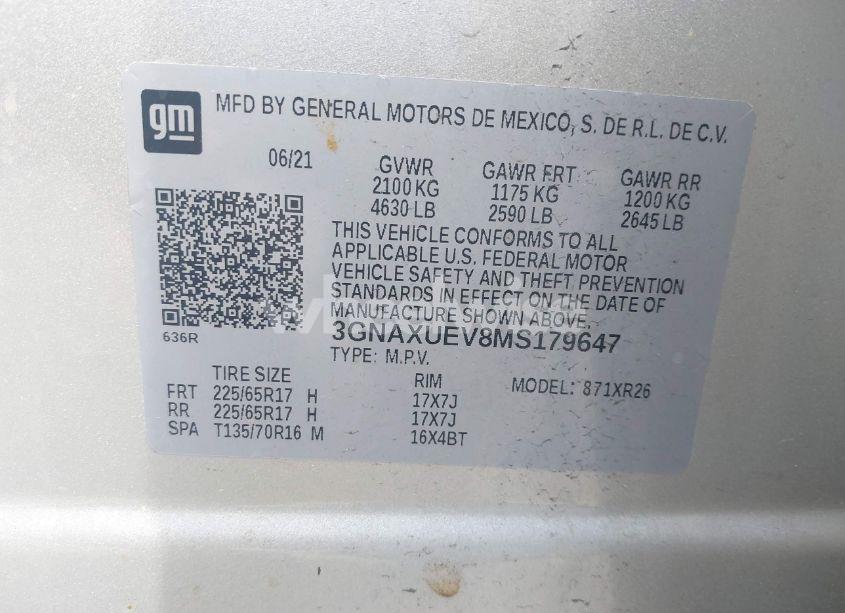 gm
MFD BY GENERAL MOTORS DE MEXICO, S. DE R.L. DE C.V.
06/21 GVWR GAWR FRT GAWR RR
2100 KG 1175 KG 1200 KG
4630 LB 2590 LB 2645 LB
THIS VEHICLE CONFORMS TO ALL
APPLICABLE U.S. FEDERAL MOTOR
VEHICLE SAFETY AND THEFT PREVENTION
STANDARDS IN EFFECT ON THE DATE OF
MANUFACTURE SHOWN ABOVE.
636R
3GNAXUEV8MS179647
TYPE: M.P.V.
TIRE SIZE RIM MODEL: 871XR26
FRT 225/65R17 H 17X7J
RR 225/65R17 H 17X7J
SPA T135/70R16 M 16X4BT